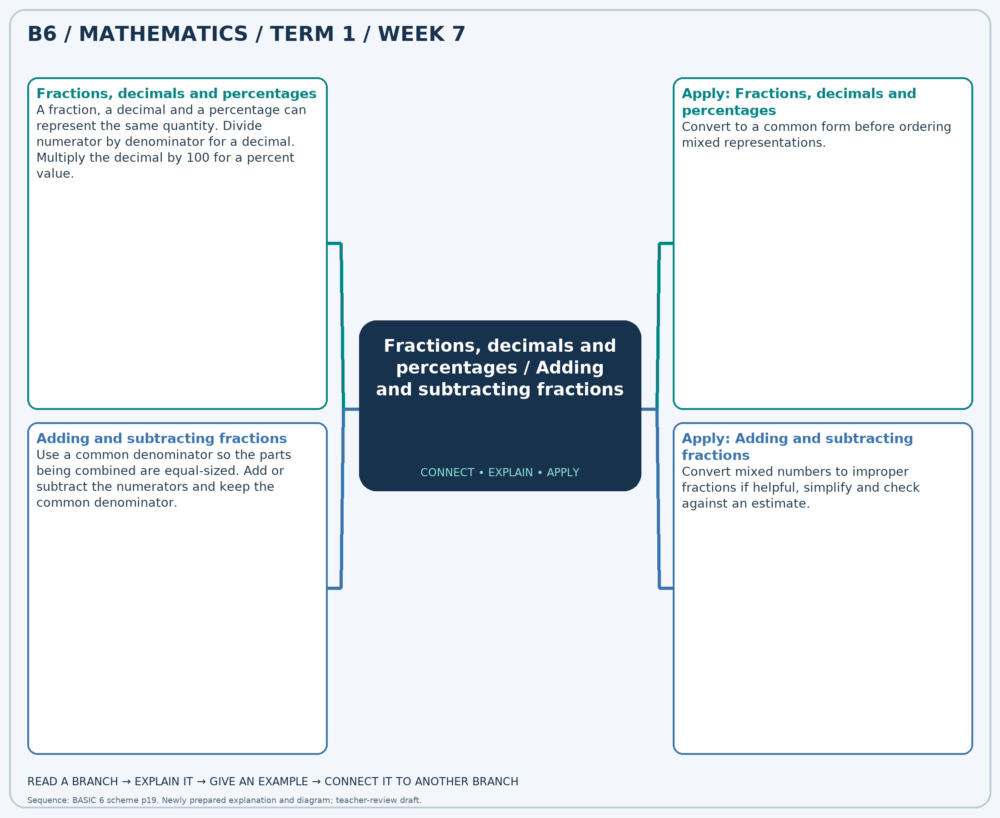 B6 / MATHEMATICS / TERM 1 / WEEK 7
Fractions, decimals and percentages
A fraction, a decimal and a percentage can
represent the same quantity. Divide
numerator by denominator for a decimal.
Multiply the decimal by 100 for a percent
value.
Apply: Fractions, decimals and
percentages
Convert to a common form before ordering
mixed representations.
Fractions, decimals and
percentages / Adding
and subtracting fractions
CONNECT • EXPLAIN • APPLY
Adding and subtracting fractions
Use a common denominator so the parts
being combined are equal-sized. Add or
subtract the numerators and keep the
common denominator.
Apply: Adding and subtracting
fractions
Convert mixed numbers to improper
fractions if helpful, simplify and check
against an estimate.
READ A BRANCH → EXPLAIN IT → GIVE AN EXAMPLE → CONNECT IT TO ANOTHER BRANCH
Sequence: BASIC 6 scheme p19. Newly prepared explanation and diagram; teacher-review draft.